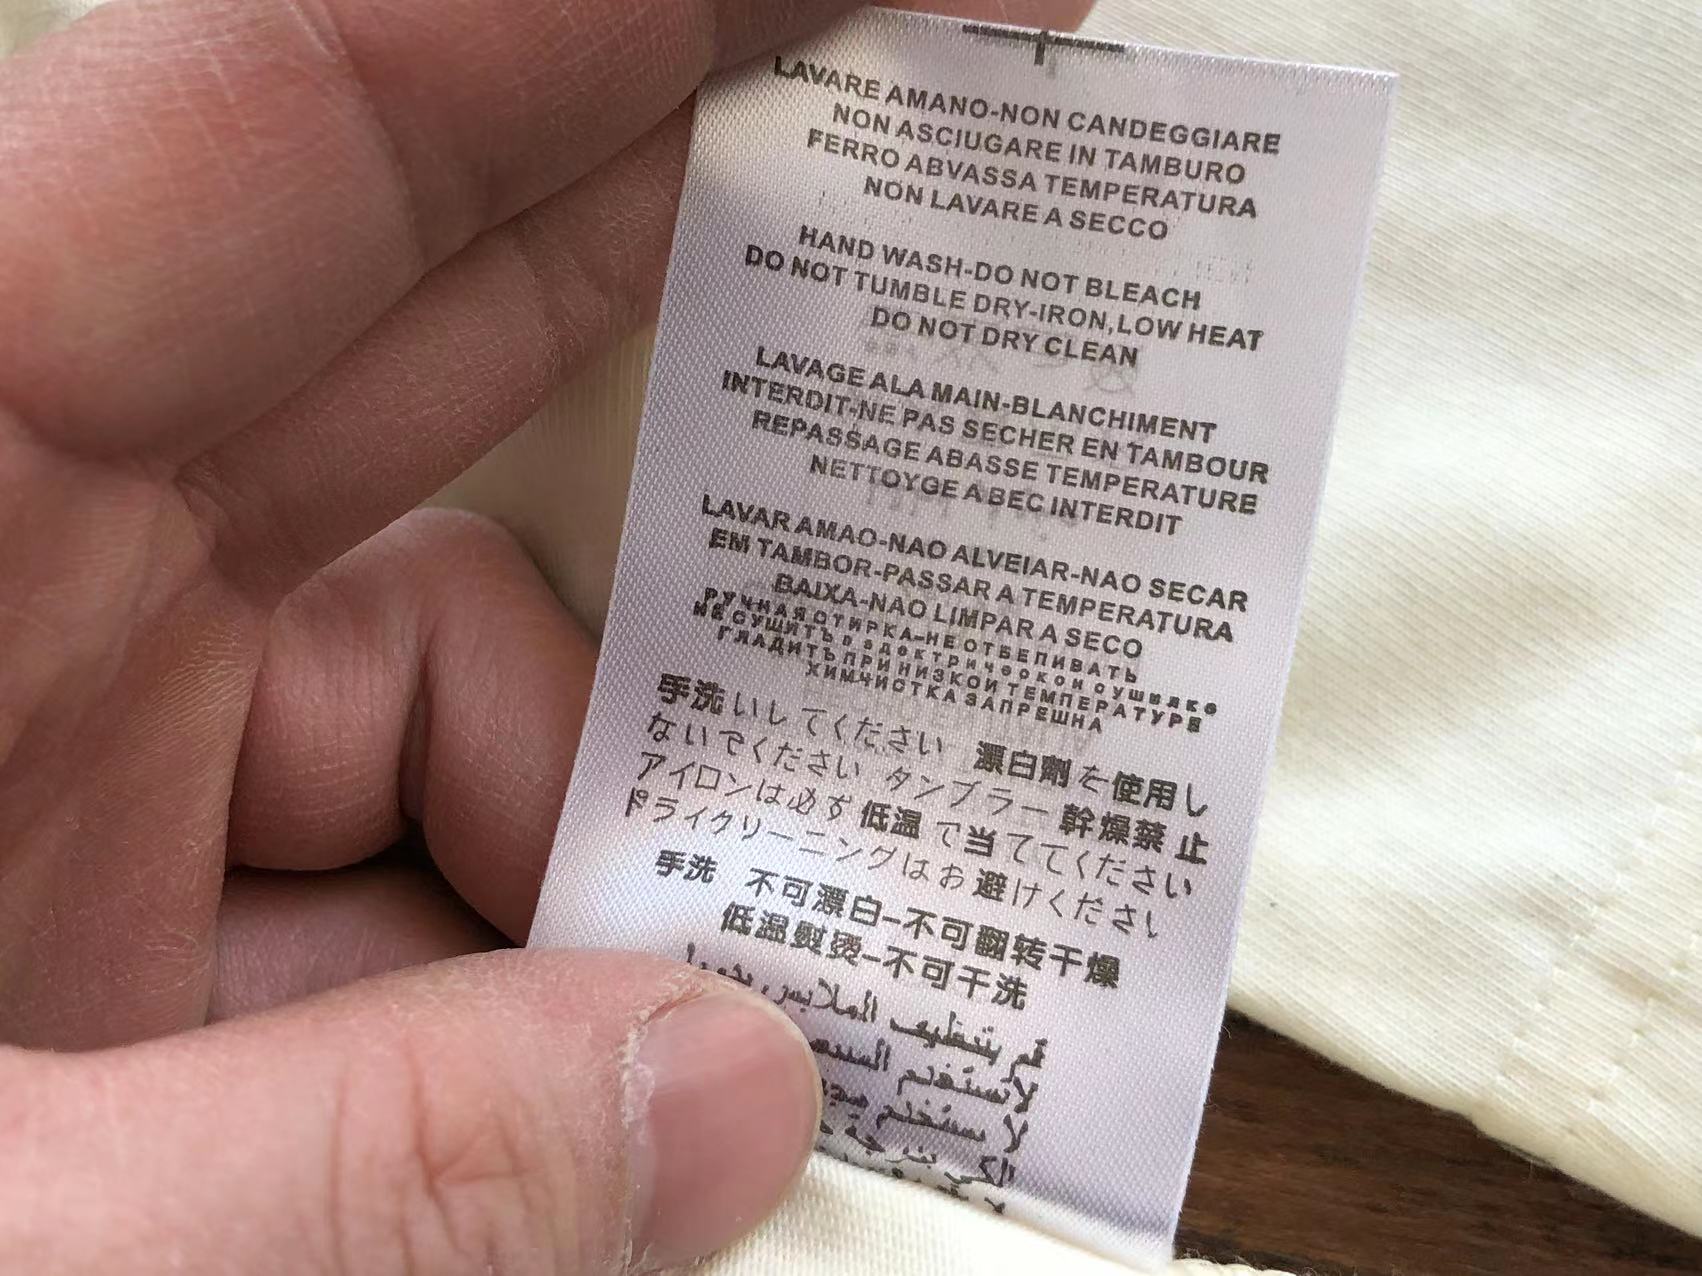 LAVARE AMANO-NON CANDEGGIARE
NON ASCIUGARE IN TAMBURO
FERRO ABVASSA TEMPERATURA
NON LAVARE A SECCO
HAND WASH-DO NOT BLEACH
DO NOT TUMBLE DRY-IRON,LOW HEAT
DO NOT DRY CLEAN
LAVAGE ALA MAIN-BLANCHIMENT
INTERDIT-NE PAS SECHER EN TAMBOUR
REPASSAGE ABASSE TEMPERATURE
NETTOYGE A BEC INTERDIT
LAVAR AMAO-NAO ALVEIAR-NAO SECAR
EM TAMBOR-PASSAR A TEMPERATURA
BAIXA-NAO LIMPAR A SECO
РУЧНАЯ ОТИРКА-НЕ ОТБЕПИВАТЬ
НЕ СУШИТЬ в эдектрическои сушилке
ГЛАДИТЬ ПРИ НИЗКОИ ТЕМПЕРАТУРЕ
ХИМЧИСТКА ЗАПРЕШНА
手洗いしてください 漂白劑を使用し
ないでください タンブラー幹燥禁止
アイロンは必ず低温で当ててください
ドライクリーニングはお避けください
手洗 不可漂白-不可翻转干燥
低温熨烫-不可干洗